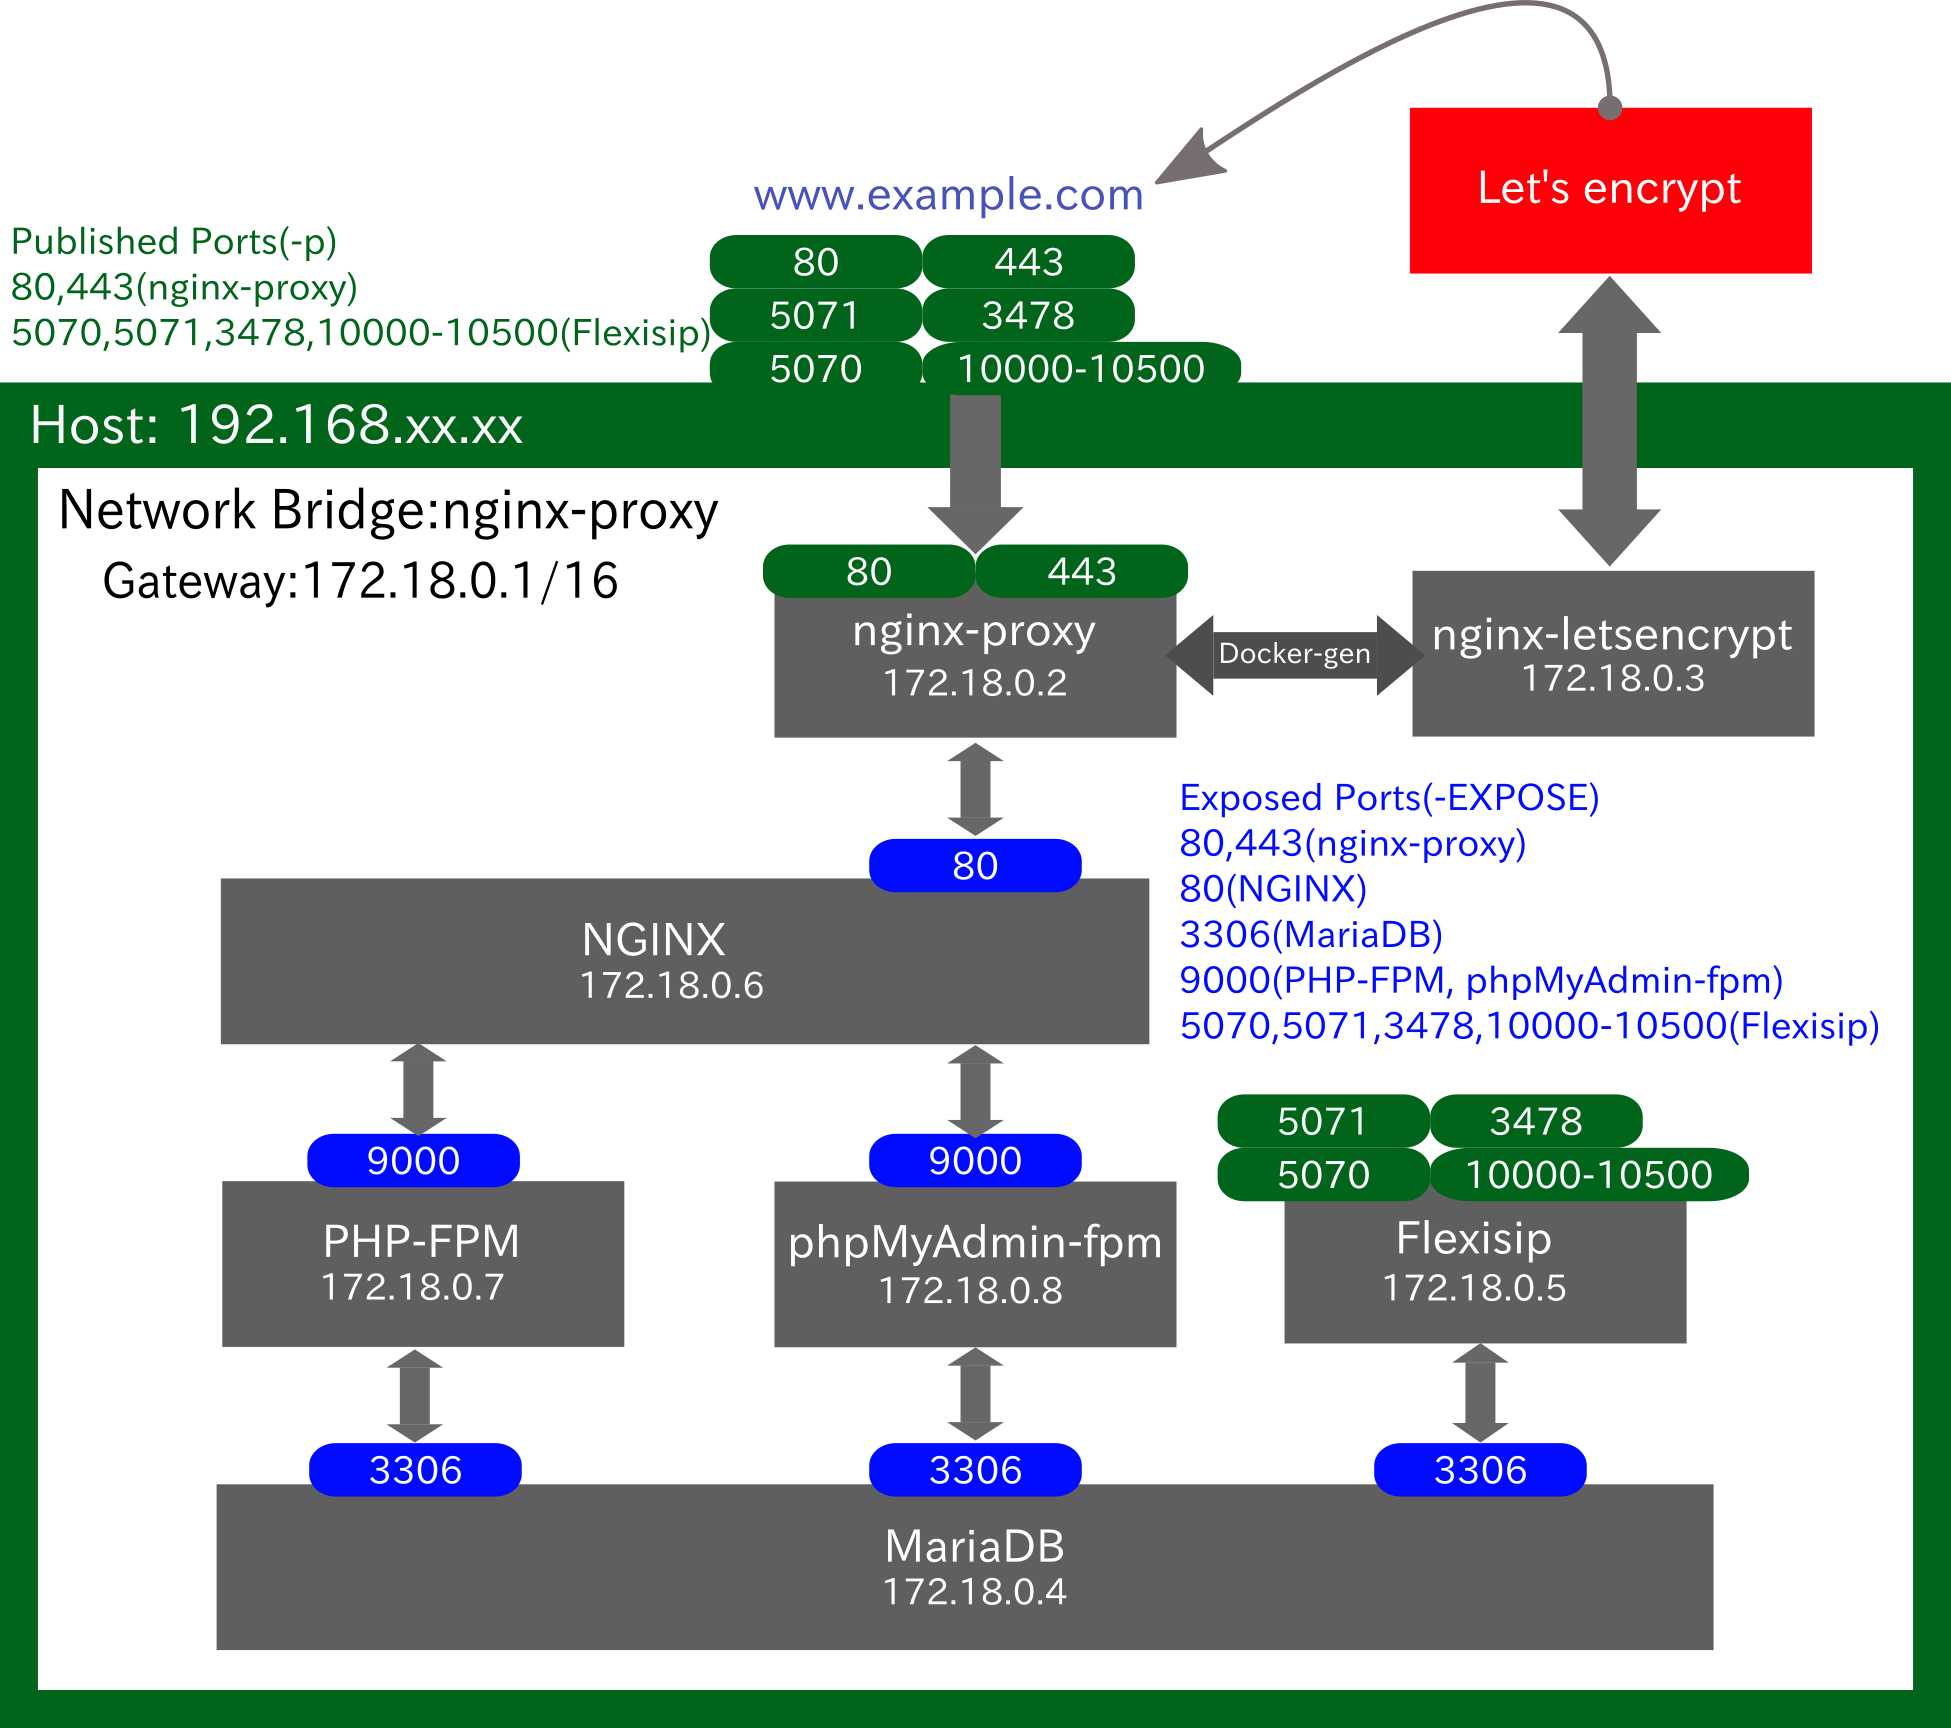 www.example.com
Let's encrypt
Published Ports(-p)
80,443(nginx-proxy)
5070,5071,3478,10000-10500(Flexisip)
80
443
5071
3478
5070
10000-10500
Host: 192.168.xx.xx
Network Bridge:nginx-proxy
Gateway:172.18.0.1/16
80
443
nginx-proxy
172.18.0.2
Docker-gen
nginx-letsencrypt
172.18.0.3
Exposed Ports(-EXPOSE)
80,443(nginx-proxy)
80(NGINX)
3306(MariaDB)
9000(PHP-FPM, phpMyAdmin-fpm)
5070,5071,3478,10000-10500(Flexisip)
80
NGINX
172.18.0.6
9000
PHP-FPM
172.18.0.7
9000
phpMyAdmin-fpm
172.18.0.8
5071
3478
5070
10000-10500
Flexisip
172.18.0.5
3306
3306
3306
MariaDB
172.18.0.4